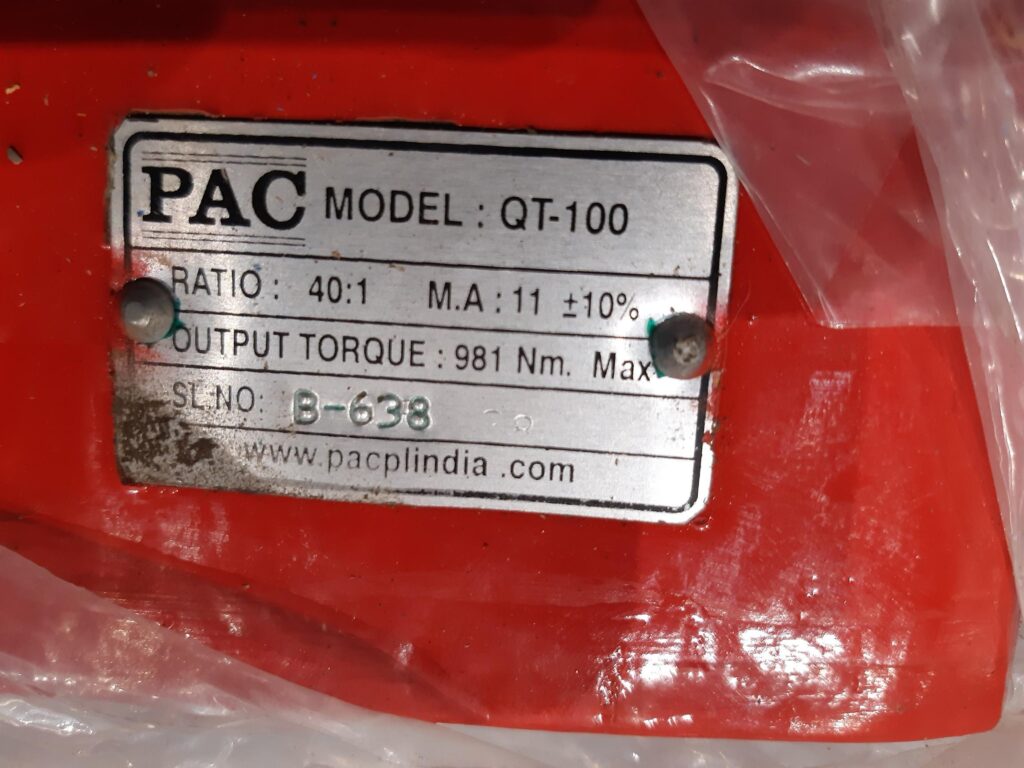 PAC MODEL : QT-100
RATIO : 40:1 M.A : 11 ±10%
OUTPUT TORQUE : 981 Nm. Max
SL.NO: B-638
www.pacplindia .com